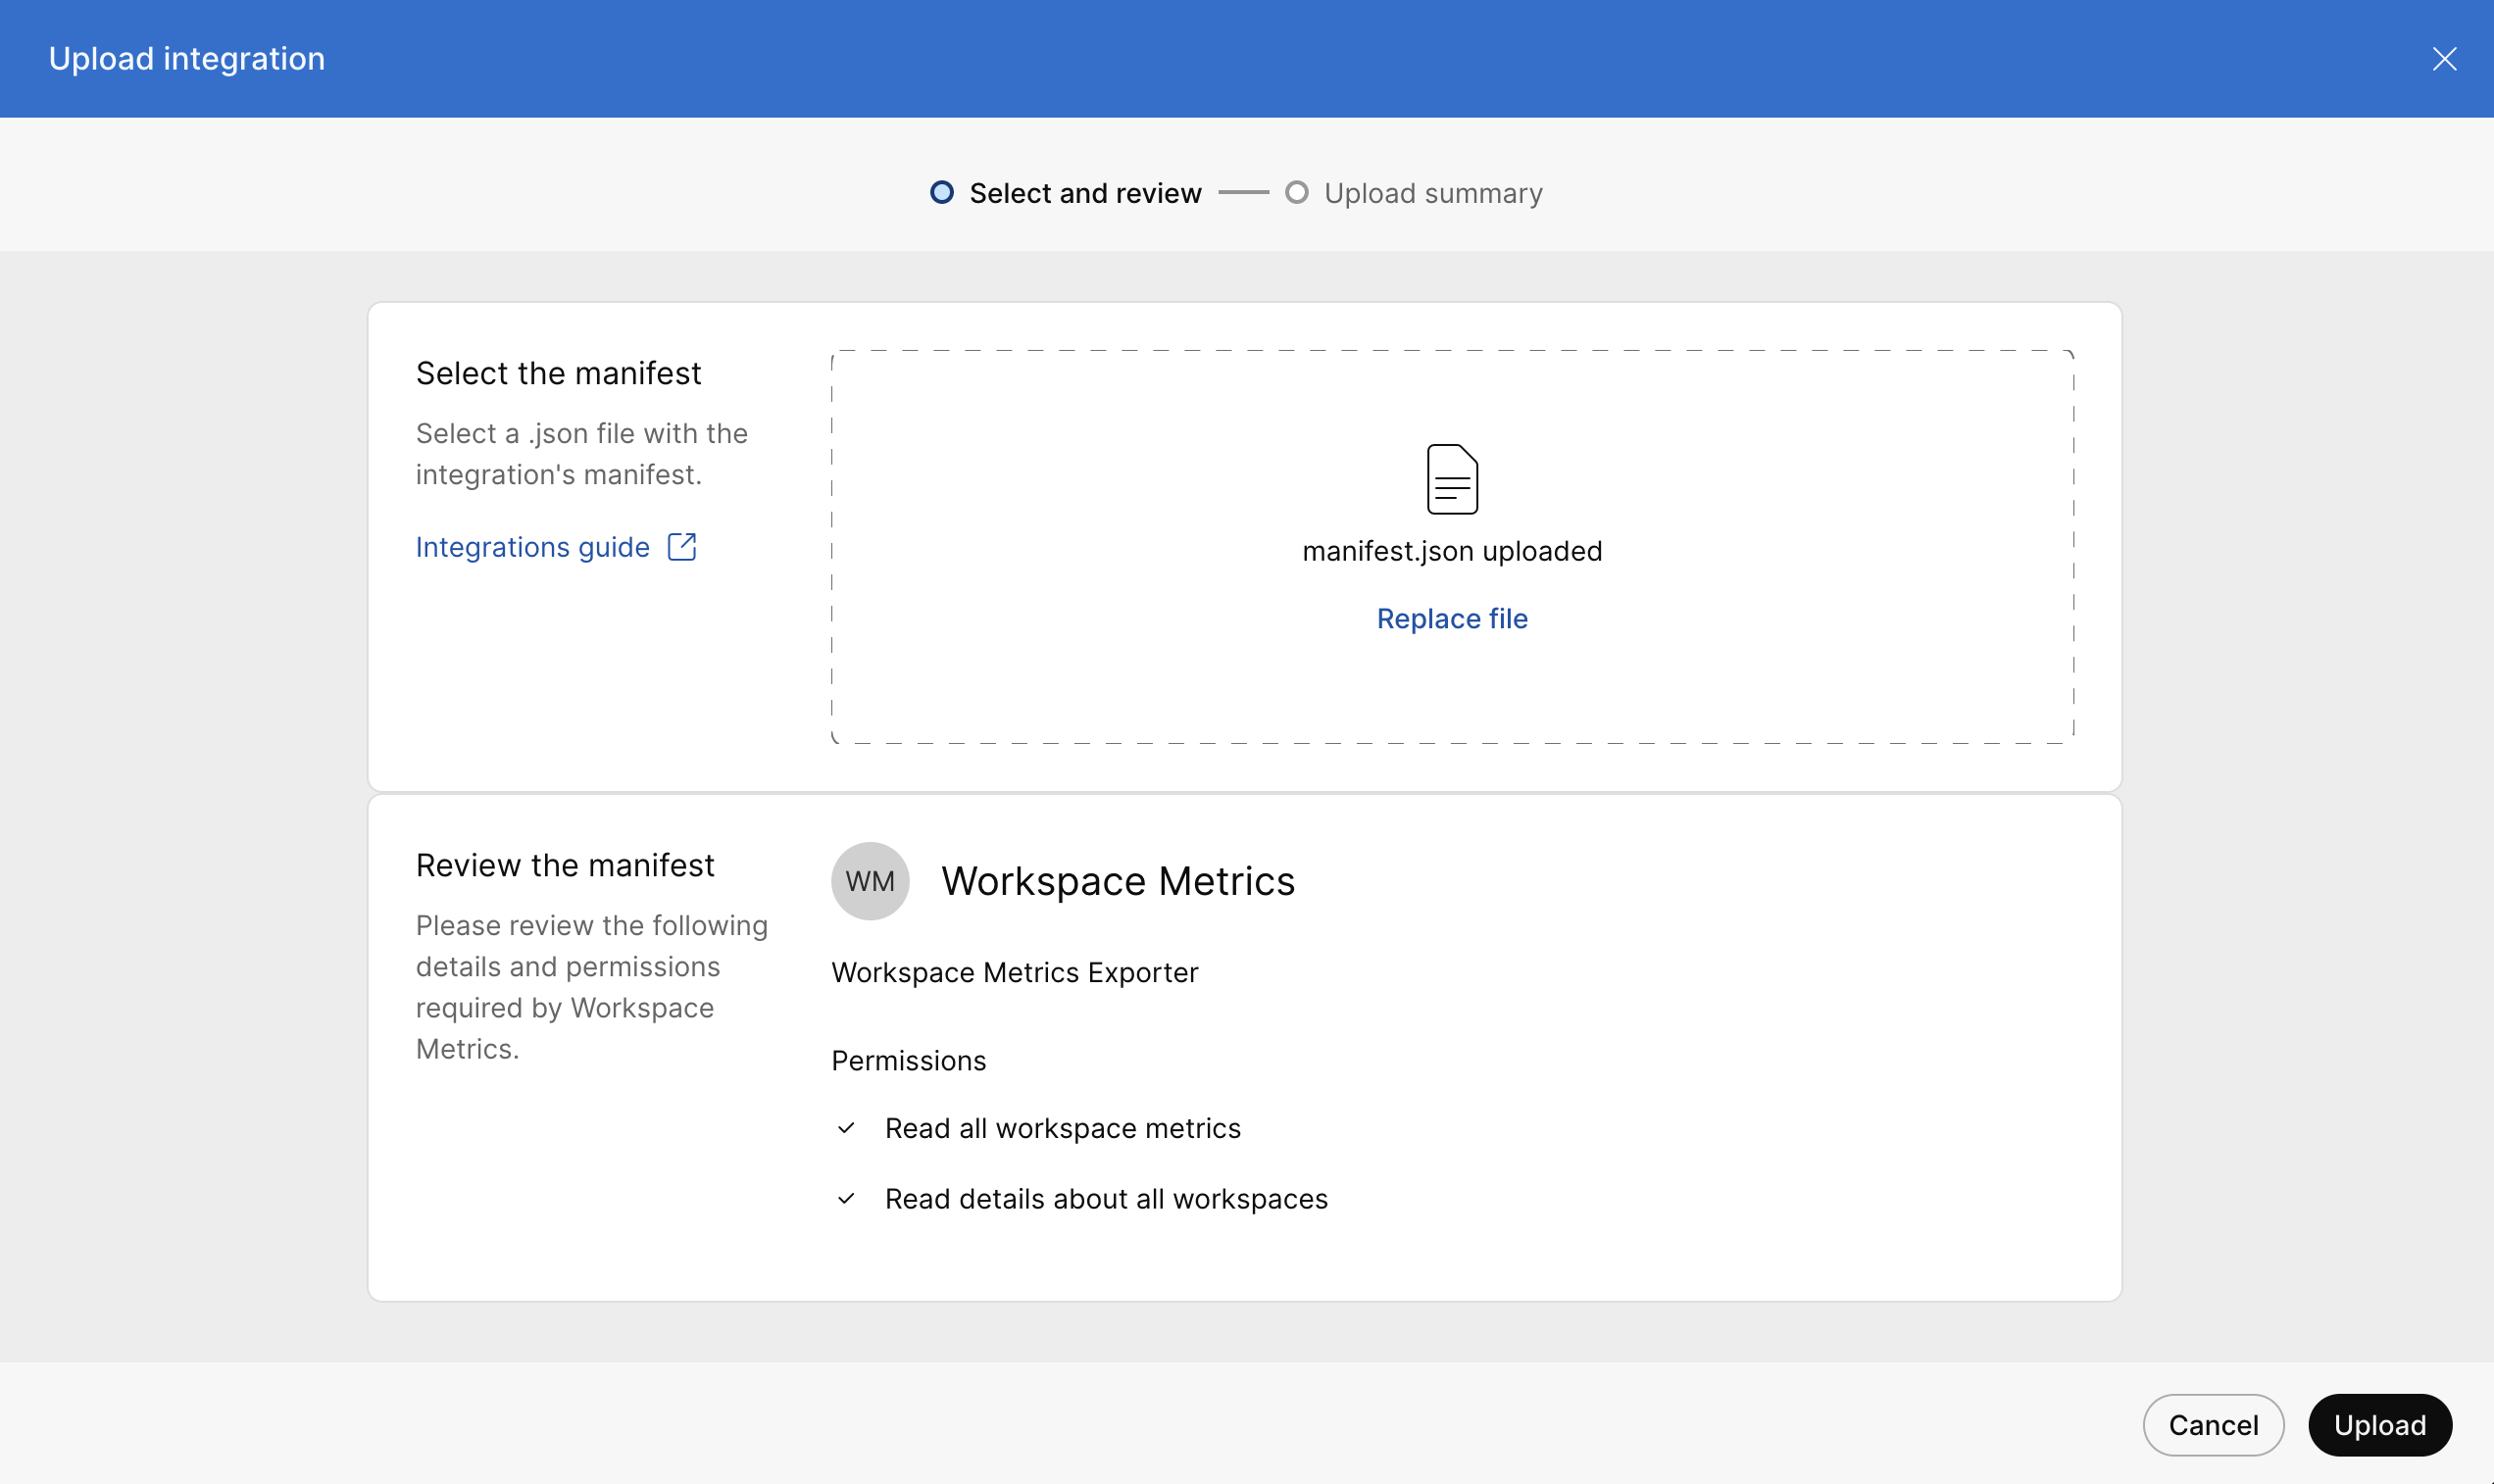 Upload integration
Select and review
Upload summary
Select the manifest
Select a .json file with the
integration's manifest.
Integrations guide
manifest.json uploaded
Replace file
Review the manifest
Please review the following
details and permissions
required by Workspace
Metrics.
WM
Workspace Metrics
Workspace Metrics Exporter
Permissions
Read all workspace metrics
Read details about all workspaces
Cancel
Upload